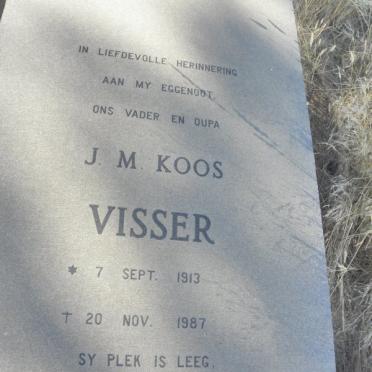 IN LIEFDEVOLLE HERINNERING
AAN MY EGGENOOT,
ONS VADER EN OUPA
J. M. KOOS
VISSER
* 7 SEPT. 1913
† 20 NOV. 1987
SY PLEK IS LEEG,